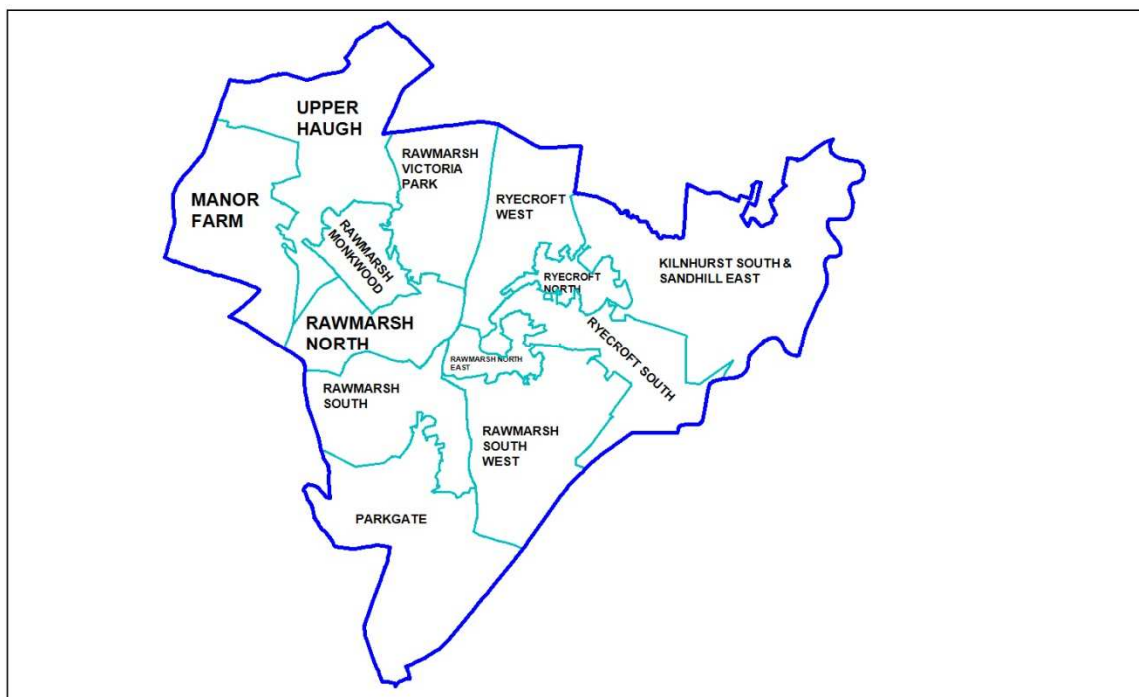 UPPER
HAUGH
RAWMARSH
VICTORIA
PARK
MANOR
FARM
RYECROFT
WEST
RAWMARSH
MONKWOOD
KILNHURST SOUTH &
SANDHILL EAST
RYECROFT
NORTH
RAWMARSH
NORTH
RYECROFT SOUTH
RAWMARSH NORTH
EAST
RAWMARSH
SOUTH
RAWMARSH
SOUTH
WEST
PARKGATE